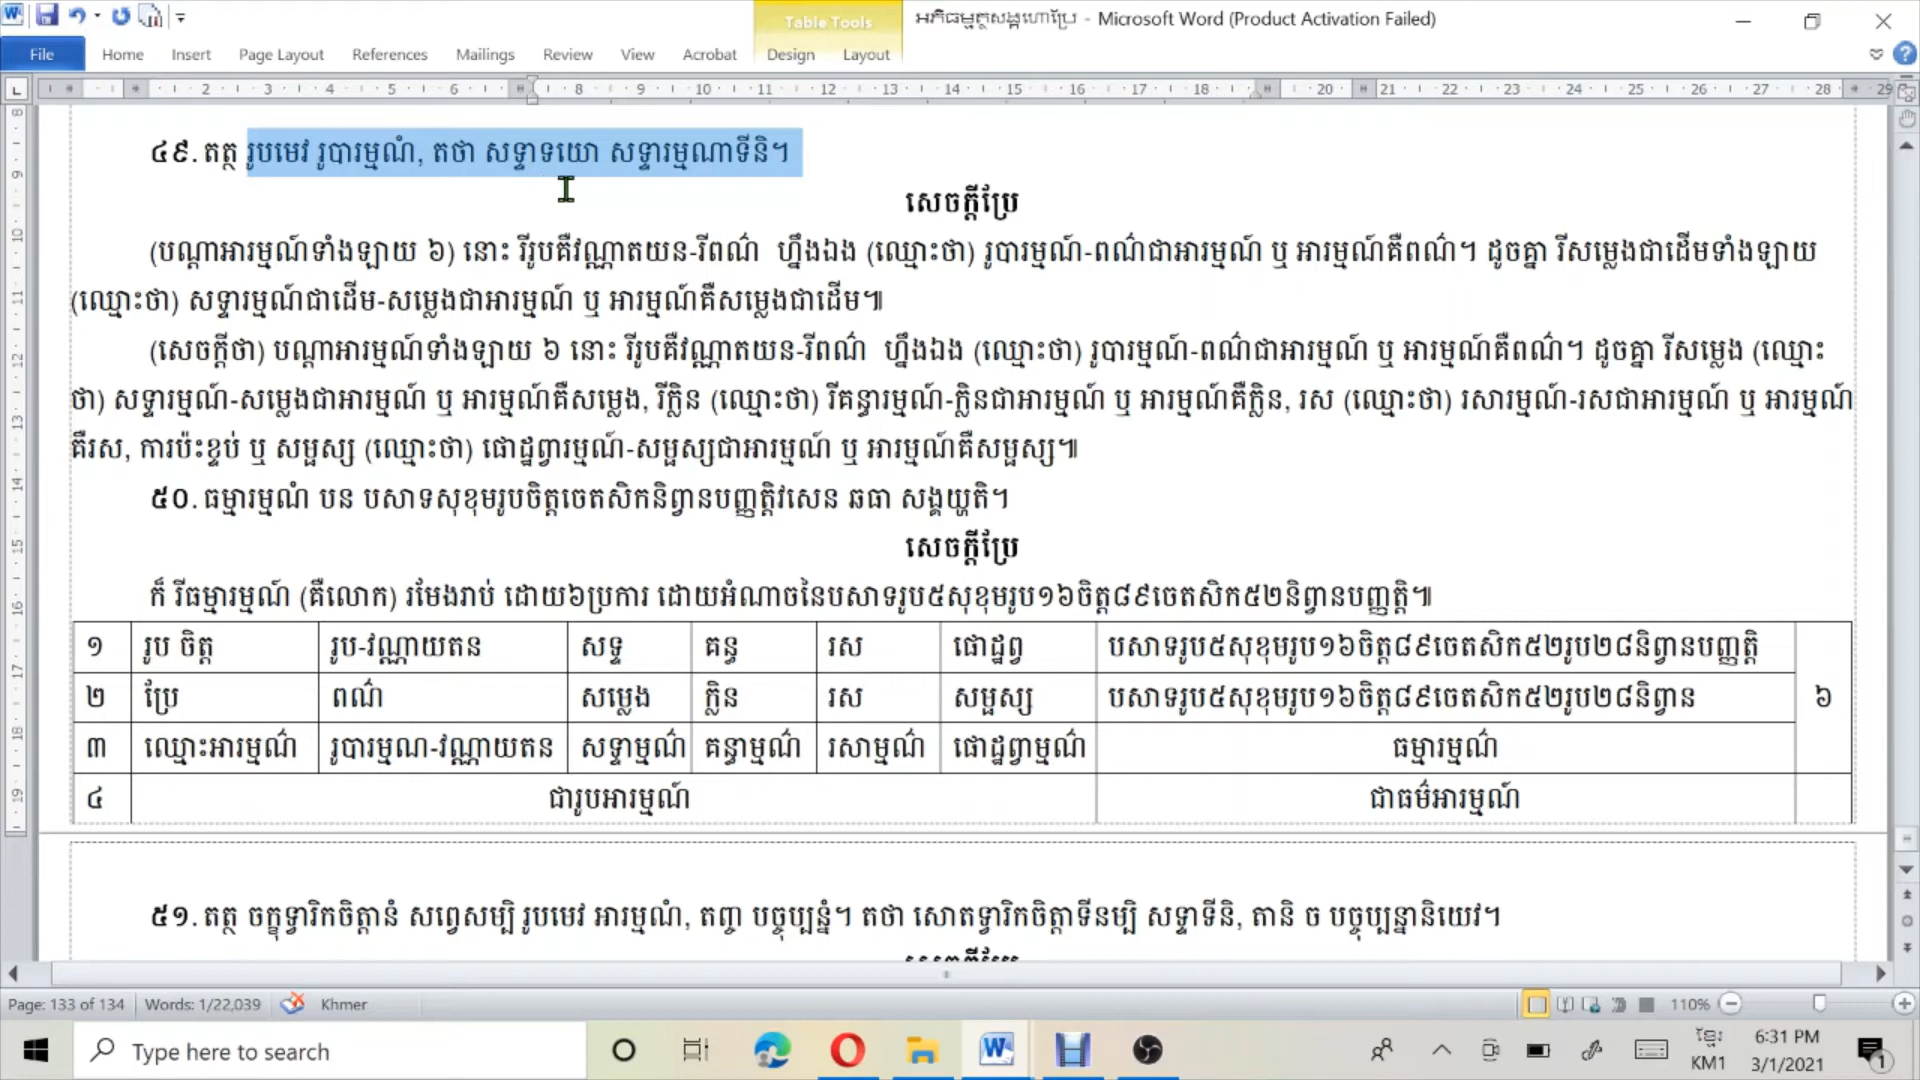 អភិធម្មត្ថសង្គហោប្រែ - Microsoft Word (Product Activation Failed)
Table Tools
File Home Insert Page Layout References Mailings Review View Acrobat Design Layout
៤៩. តត្ថ រូបមេវ រូបារម្មណំ, តថា សទ្ទាទយោ សទ្ទារម្មណាទីនិ។
សេចក្តីប្រែ
(បណ្តាអារម្មណ៍ទាំងឡាយ ៦) នោះ រីរូបគឺវណ្ណាតយន-រីពណ៌ ហ្នឹងឯង (ឈ្មោះថា) រូបារម្មណ៍-ពណ៌ជាអារម្មណ៍ ឬ អារម្មណ៍គឺពណ៌។ ដូចគ្នា រីសម្លេងជាដើមទាំងឡាយ
(ឈ្មោះថា) សទ្ទារម្មណ៍ជាដើម-សម្លេងជាអារម្មណ៍ ឬ អារម្មណ៍គឺសម្លេងជាដើម៕
(សេចក្តីថា) បណ្តាអារម្មណ៍ទាំងឡាយ ៦ នោះ រីរូបគឺវណ្ណាតយន-រីពណ៌ ហ្នឹងឯង (ឈ្មោះថា) រូបារម្មណ៍-ពណ៌ជាអារម្មណ៍ ឬ អារម្មណ៍គឺពណ៌។ ដូចគ្នា រីសម្លេង (ឈ្មោះ
ថា) សទ្ទារម្មណ៍-សម្លេងជាអារម្មណ៍ ឬ អារម្មណ៍គឺសម្លេង, រីក្លិន (ឈ្មោះថា) រីគន្ធារម្មណ៍-ក្លិនជាអារម្មណ៍ ឬ អារម្មណ៍គឺក្លិន, រស (ឈ្មោះថា) រសារម្មណ៍-រសជាអារម្មណ៍ ឬ អារម្មណ៍
គឺរស, ការប៉ះខ្ទប់ ឬ សម្ផស្ស (ឈ្មោះថា) ផោដ្ឋព្វារម្មណ៍-សម្ផស្សជាអារម្មណ៍ ឬ អារម្មណ៍គឺសម្ផស្ស៕
៥០. ធម្មារម្មណំ បន បសាទសុខុមរូបចិត្តចេតសិកនិព្វានបញ្ញត្តិវសេន ឆធា សង្គយ្ហតិ។
សេចក្តីប្រែ
ក៏ រីធម្មារម្មណ៍ (គឺលោក) រមែងរាប់ ដោយ៦ប្រការ ដោយអំណាចនៃបសាទរូប៥សុខុមរូប១៦ចិត្ត៨៩ចេតសិក៥២និព្វានបញ្ញត្តិ៕
១ រូប ចិត្ត រូប-វណ្ណាយតន សទ្ទ គន្ធ រស ផោដ្ឋព្វ បសាទរូប៥សុខុមរូប១៦ចិត្ត៨៩ចេតសិក៥២រូប២៨និព្វានបញ្ញត្តិ
២ ប្រែ ពណ៌ សម្លេង ក្លិន រស សម្ផស្ស បសាទរូប៥សុខុមរូប១៦ចិត្ត៨៩ចេតសិក៥២រូប២៨និព្វាន ៦
៣ ឈ្មោះអារម្មណ៌ រូបារម្មណ-វណ្ណាយតន សទ្ទាម្មណ៌ គន្ធាម្មណ៌ រសាម្មណ៌ ផោដ្ឋព្វាម្មណ៌ ធម្មារម្មណ៌
៤ ជារូបអារម្មណ៍ ជាធម៌អារម្មណ៍
៥១. តត្ថ ចក្ខុទ្វារិកចិត្តានំ សព្វេសម្បិ រូបមេវ អារម្មណំ, តញ្ច បច្ចុប្បន្នំ។ តថា សោតទ្វារិកចិត្តាទីនម្បិ សទ្ទាទីនិ, តានិ ច បច្ចុប្បន្នានិយេវ។
Page: 133 of 134 Words: 1/22,039 Khmer 110%
Type here to search
ខ្មែរ
KM1
6:31 PM
3/1/2021